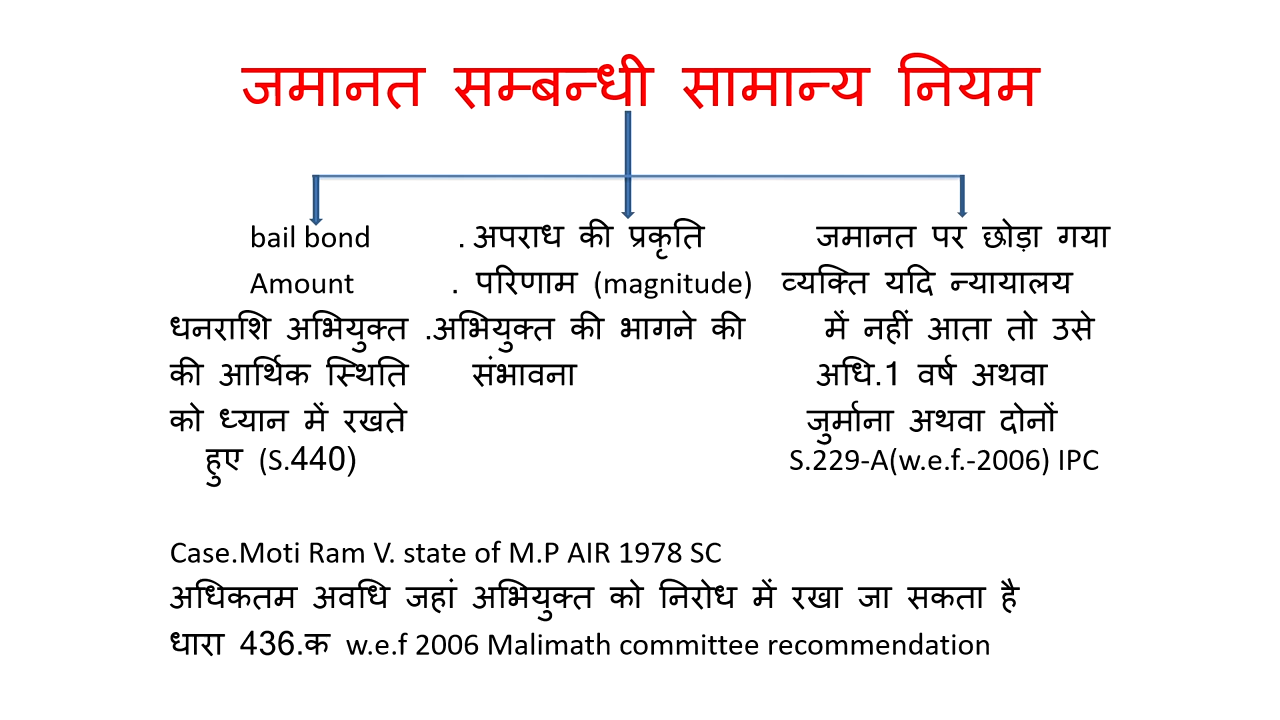 जमानत सम्बन्धी सामान्य नियम
bail bond . अपराध की प्रकृति जमानत पर छोड़ा गया
Amount . परिणाम (magnitude) व्यक्ति यदि न्यायालय
धनराशि अभियुक्त .अभियुक्त की भागने की में नहीं आता तो उसे
की आर्थिक स्थिति संभावना अधि.1 वर्ष अथवा
को ध्यान में रखते जुर्माना अथवा दोनों
हुए (S.440) S.229-A(w.e.f.-2006) IPC
Case.Moti Ram V. state of M.P AIR 1978 SC
अधिकतम अवधि जहां अभियुक्त को निरोध में रखा जा सकता है
धारा 436.क w.e.f 2006 Malimath committee recommendation